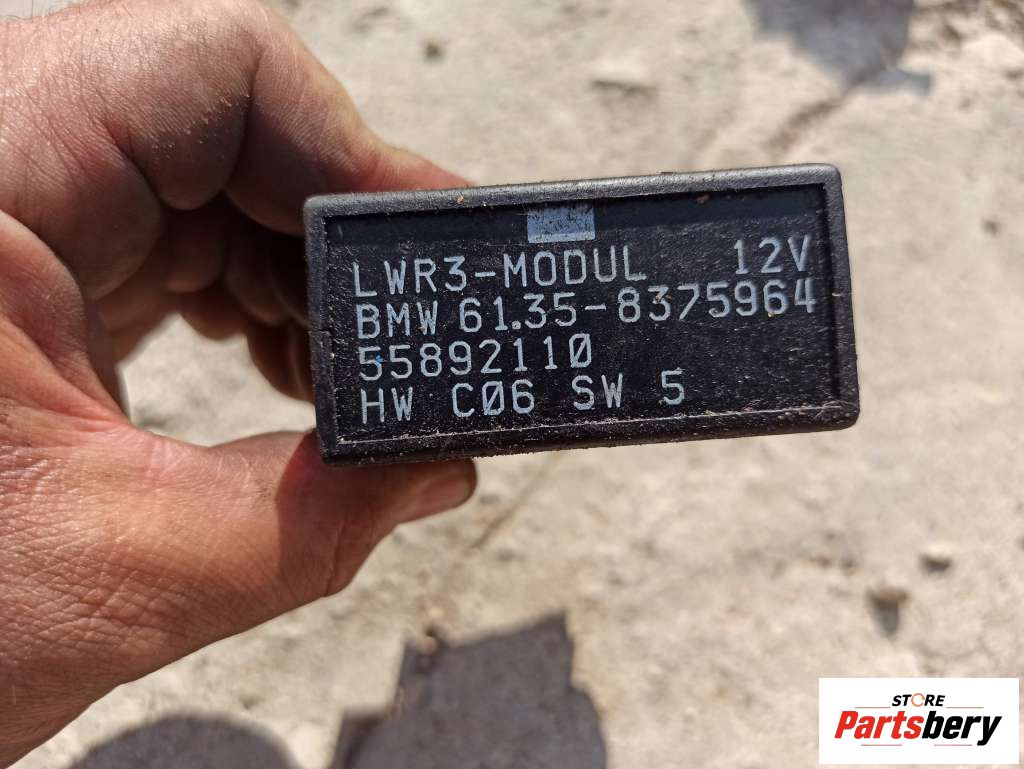 LWR3-MODUL 12V
BMW 61.35-8375964
55892110
HW C06 SW 5
STORE
Partsbery